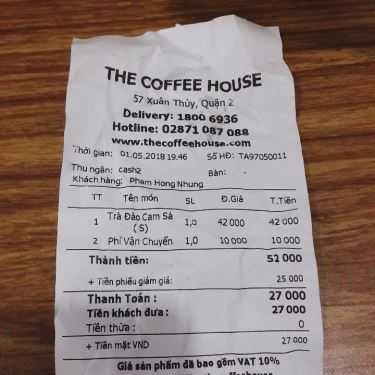 THE COFFEE HOUSE
57 Xuân Thủy, Quận 2
Delivery: 1800 6936
Hotline: 02871 087 088
www.thecoffeehouse.com
Thời gian: 01.05.2018 19.46 Số HĐ: TA97050011
Thu ngân: cash2 Bàn: -
Khách hàng: Pham Hong Nhung
TT Tên món SL Đ.Giá T.Tiền
1 Trà Đào Cam Sả 1,0 42 000 42 000
(S)
2 Phí Vận Chuyển 1,0 10 000 10 000
Thành tiền: 52 000
+ Tiền phiếu giảm giá: 25 000
Thanh Toán : 27 000
Tiền khách đưa : 27 000
Tiền thừa : 0
+ Tiền mặt VND 27 000
Giá sản phẩm đã bao gồm VAT 10%